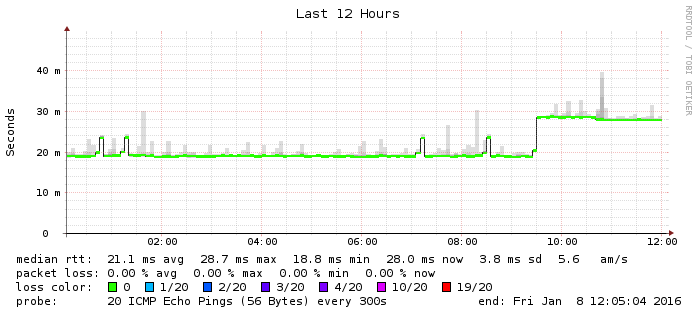 Last 12 Hours
RRDTOOL / TOBI OETIKER
Seconds
40 m
30 m
20 m
10 m
0
02:00 04:00 06:00 08:00 10:00 12:00
median rtt: 21.1 ms avg 28.7 ms max 18.8 ms min 28.0 ms now 3.8 ms sd 5.6 am/s
packet loss: 0.00 % avg 0.00 % max 0.00 % min 0.00 % now
loss color: 0 1/20 2/20 3/20 4/20 10/20 19/20
probe: 20 ICMP Echo Pings (56 Bytes) every 300s end: Fri Jan 8 12:05:04 2016